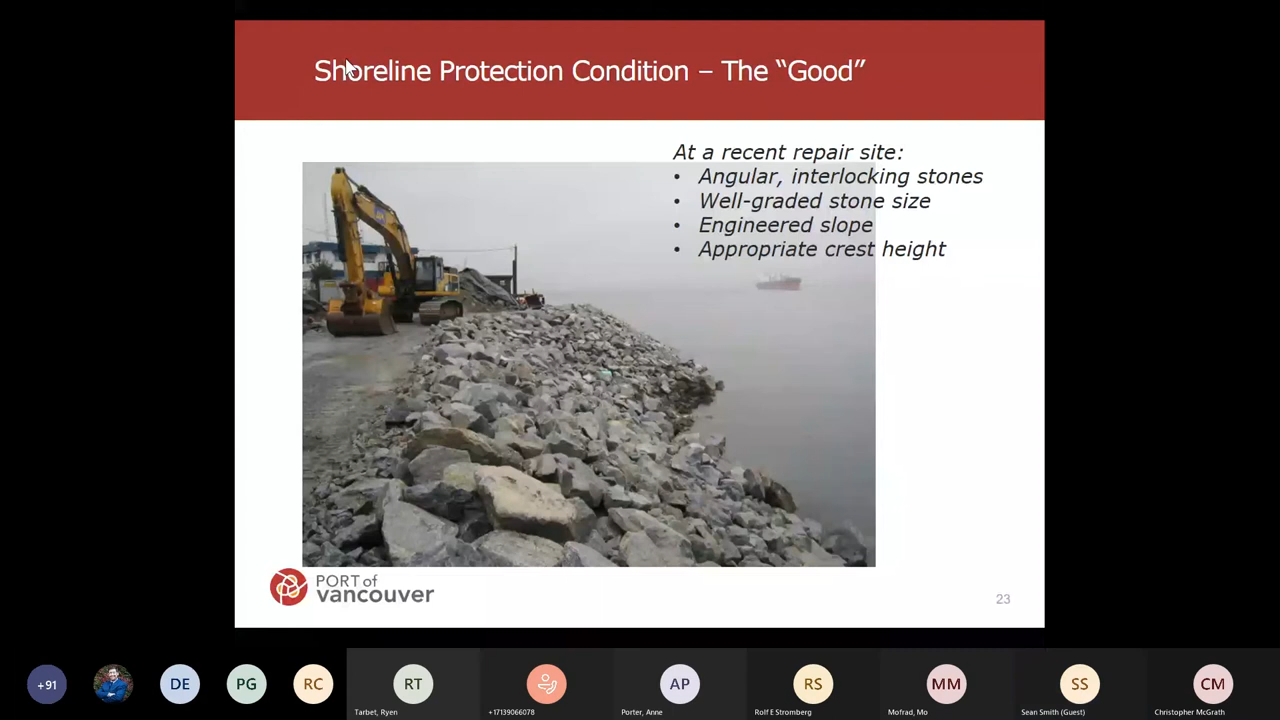 Shoreline Protection Condition – The “Good”
At a recent repair site:
• Angular, interlocking stones
• Well-graded stone size
• Engineered slope
• Appropriate crest height
PORT of
vancouver
23
+91
DE
PG
RC
RT
AP
RS
MM
SS
CM
Tarbet, Ryen
+17139066078
Porter, Anne
Rolf E Stromberg
Mofrad, Mo
Sean Smith (Guest)
Christopher McGrath